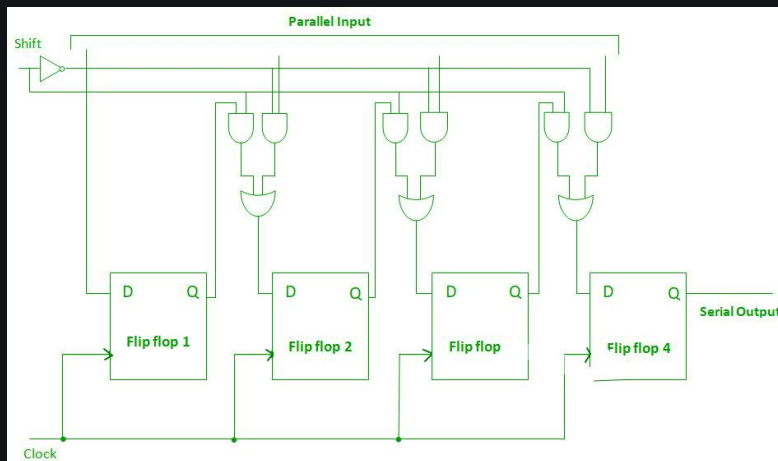 Parallel Input
Shift
D Q
D Q
D Q
D Q
Serial Output
Flip flop 1
Flip flop 2
Flip flop
Flip flop 4
Clock